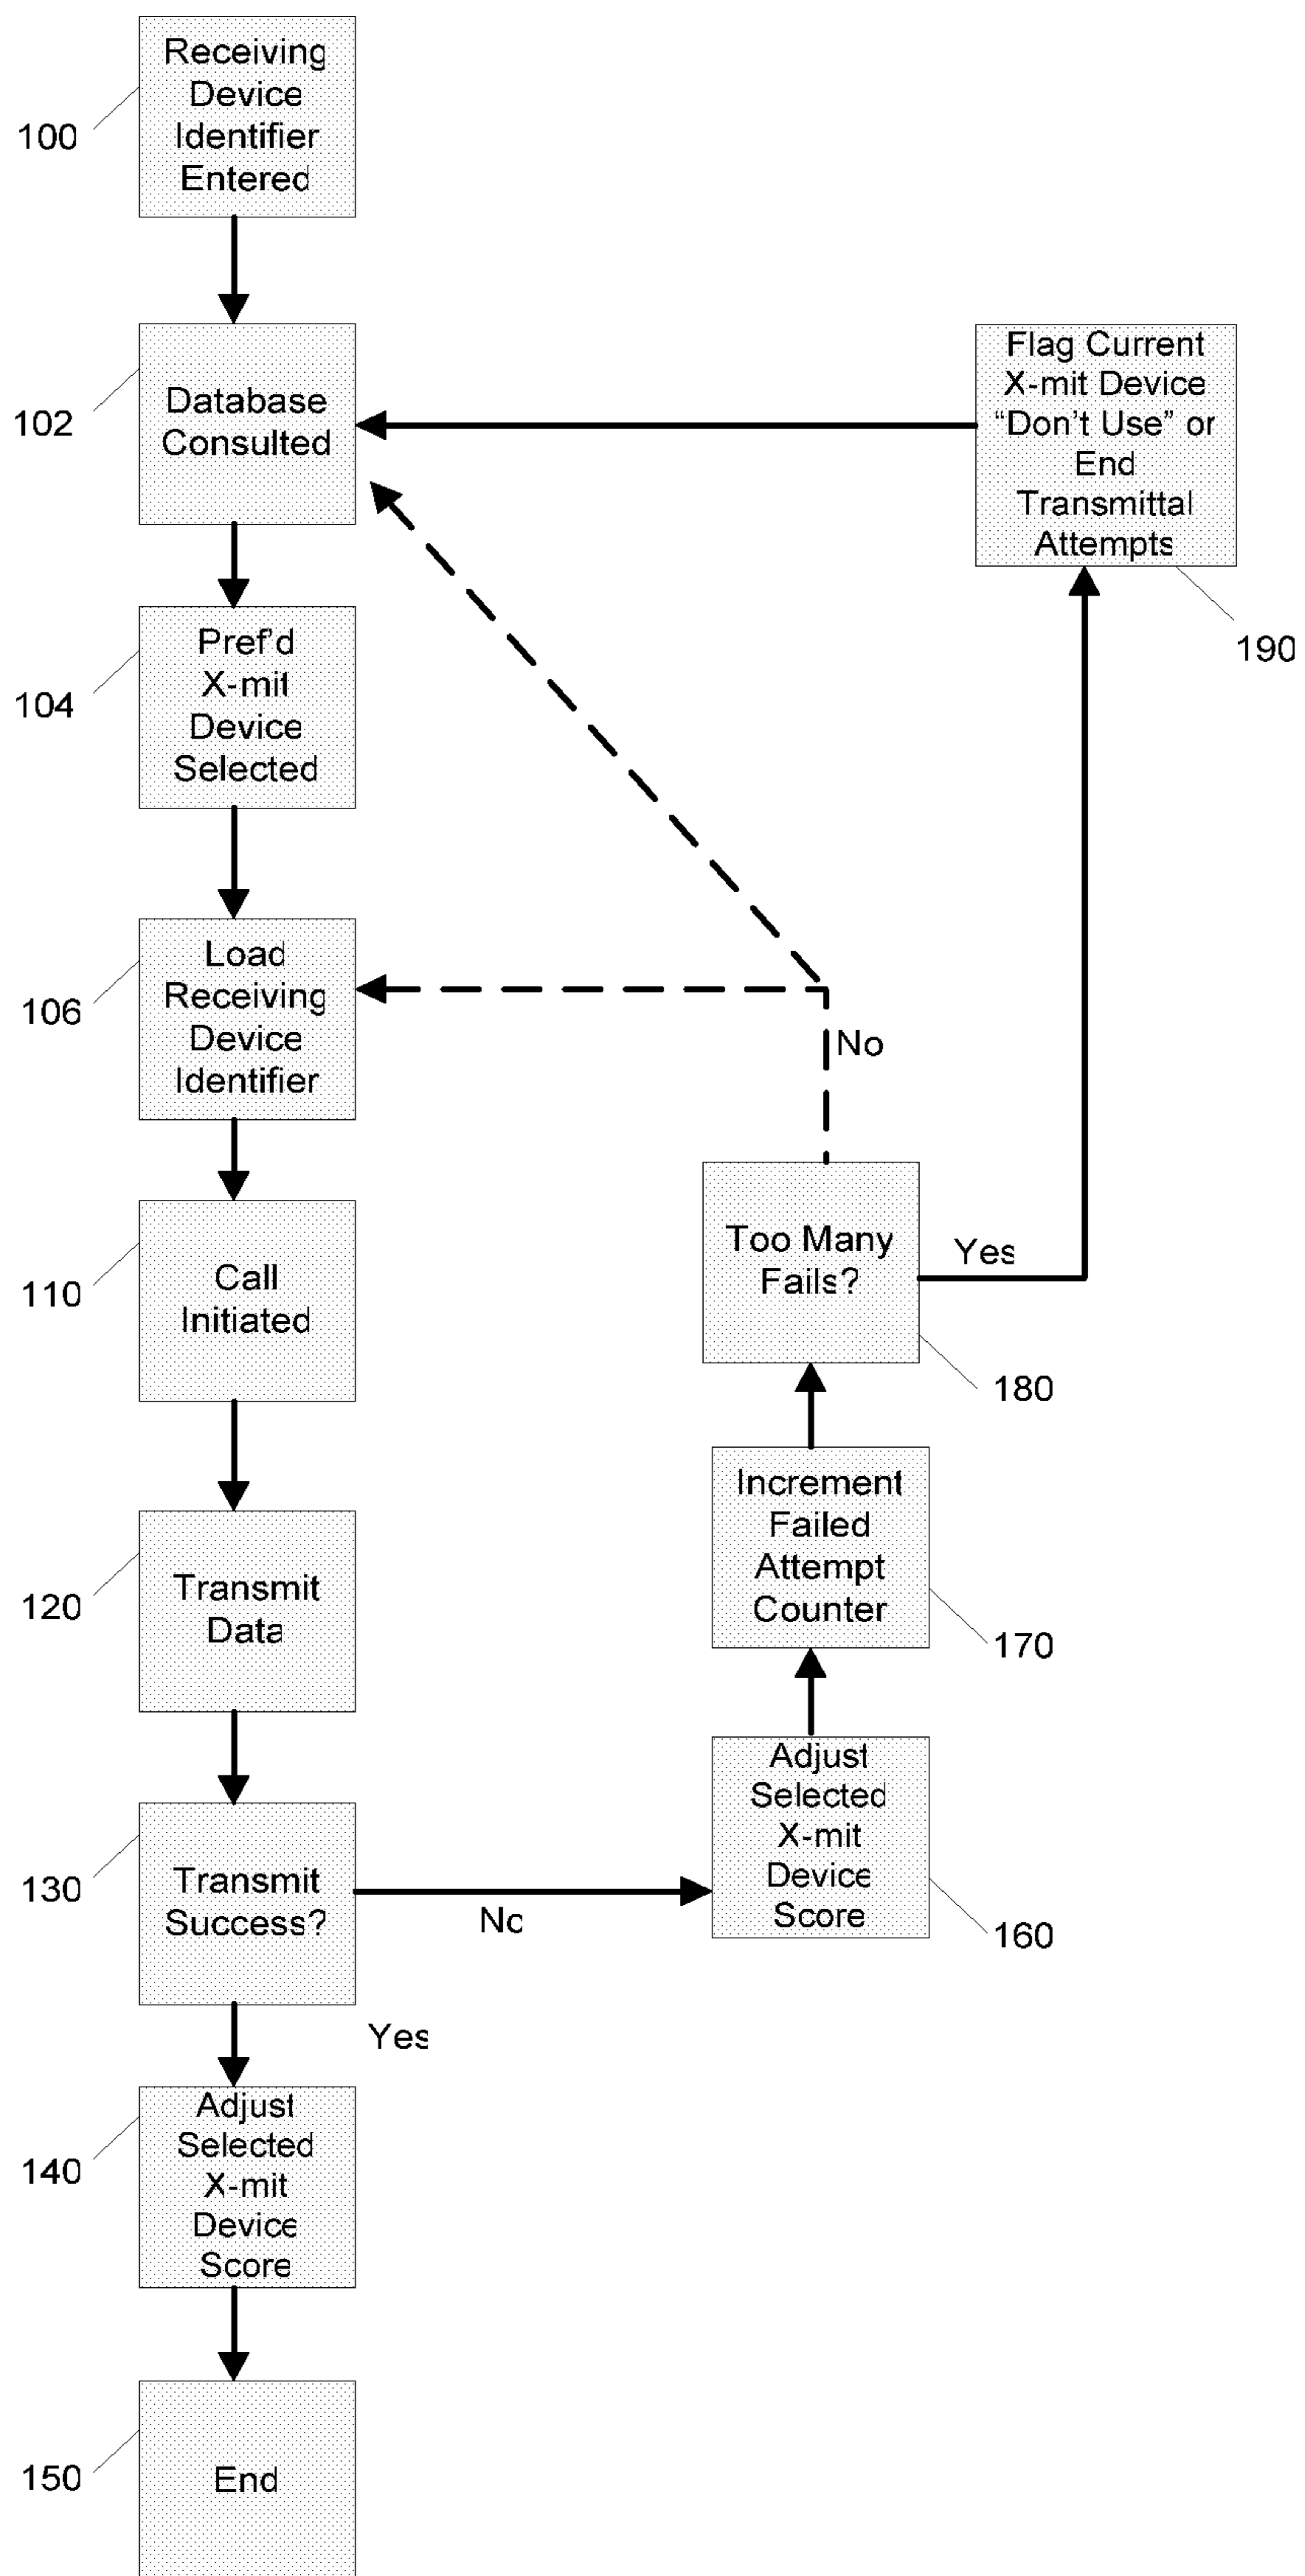 Receiving
Device
Identifier
Entered
100
Database
Consulted
102
Flag Current
X-mit Device
“Don’t Use” or
End
Transmittal
Attempts
190
Pref’d
X-mit
Device
Selected
104
Load
Receiving
Device
Identifier
106
No
Call
Initiated
110
Too Many
Fails?
Yes
180
Increment
Failed
Attempt
Counter
170
Transmit
Data
120
Adjust
Selected
X-mit
Device
Score
160
Transmit
Success?
130
No
Yes
Adjust
Selected
X-mit
Device
Score
140
End
150